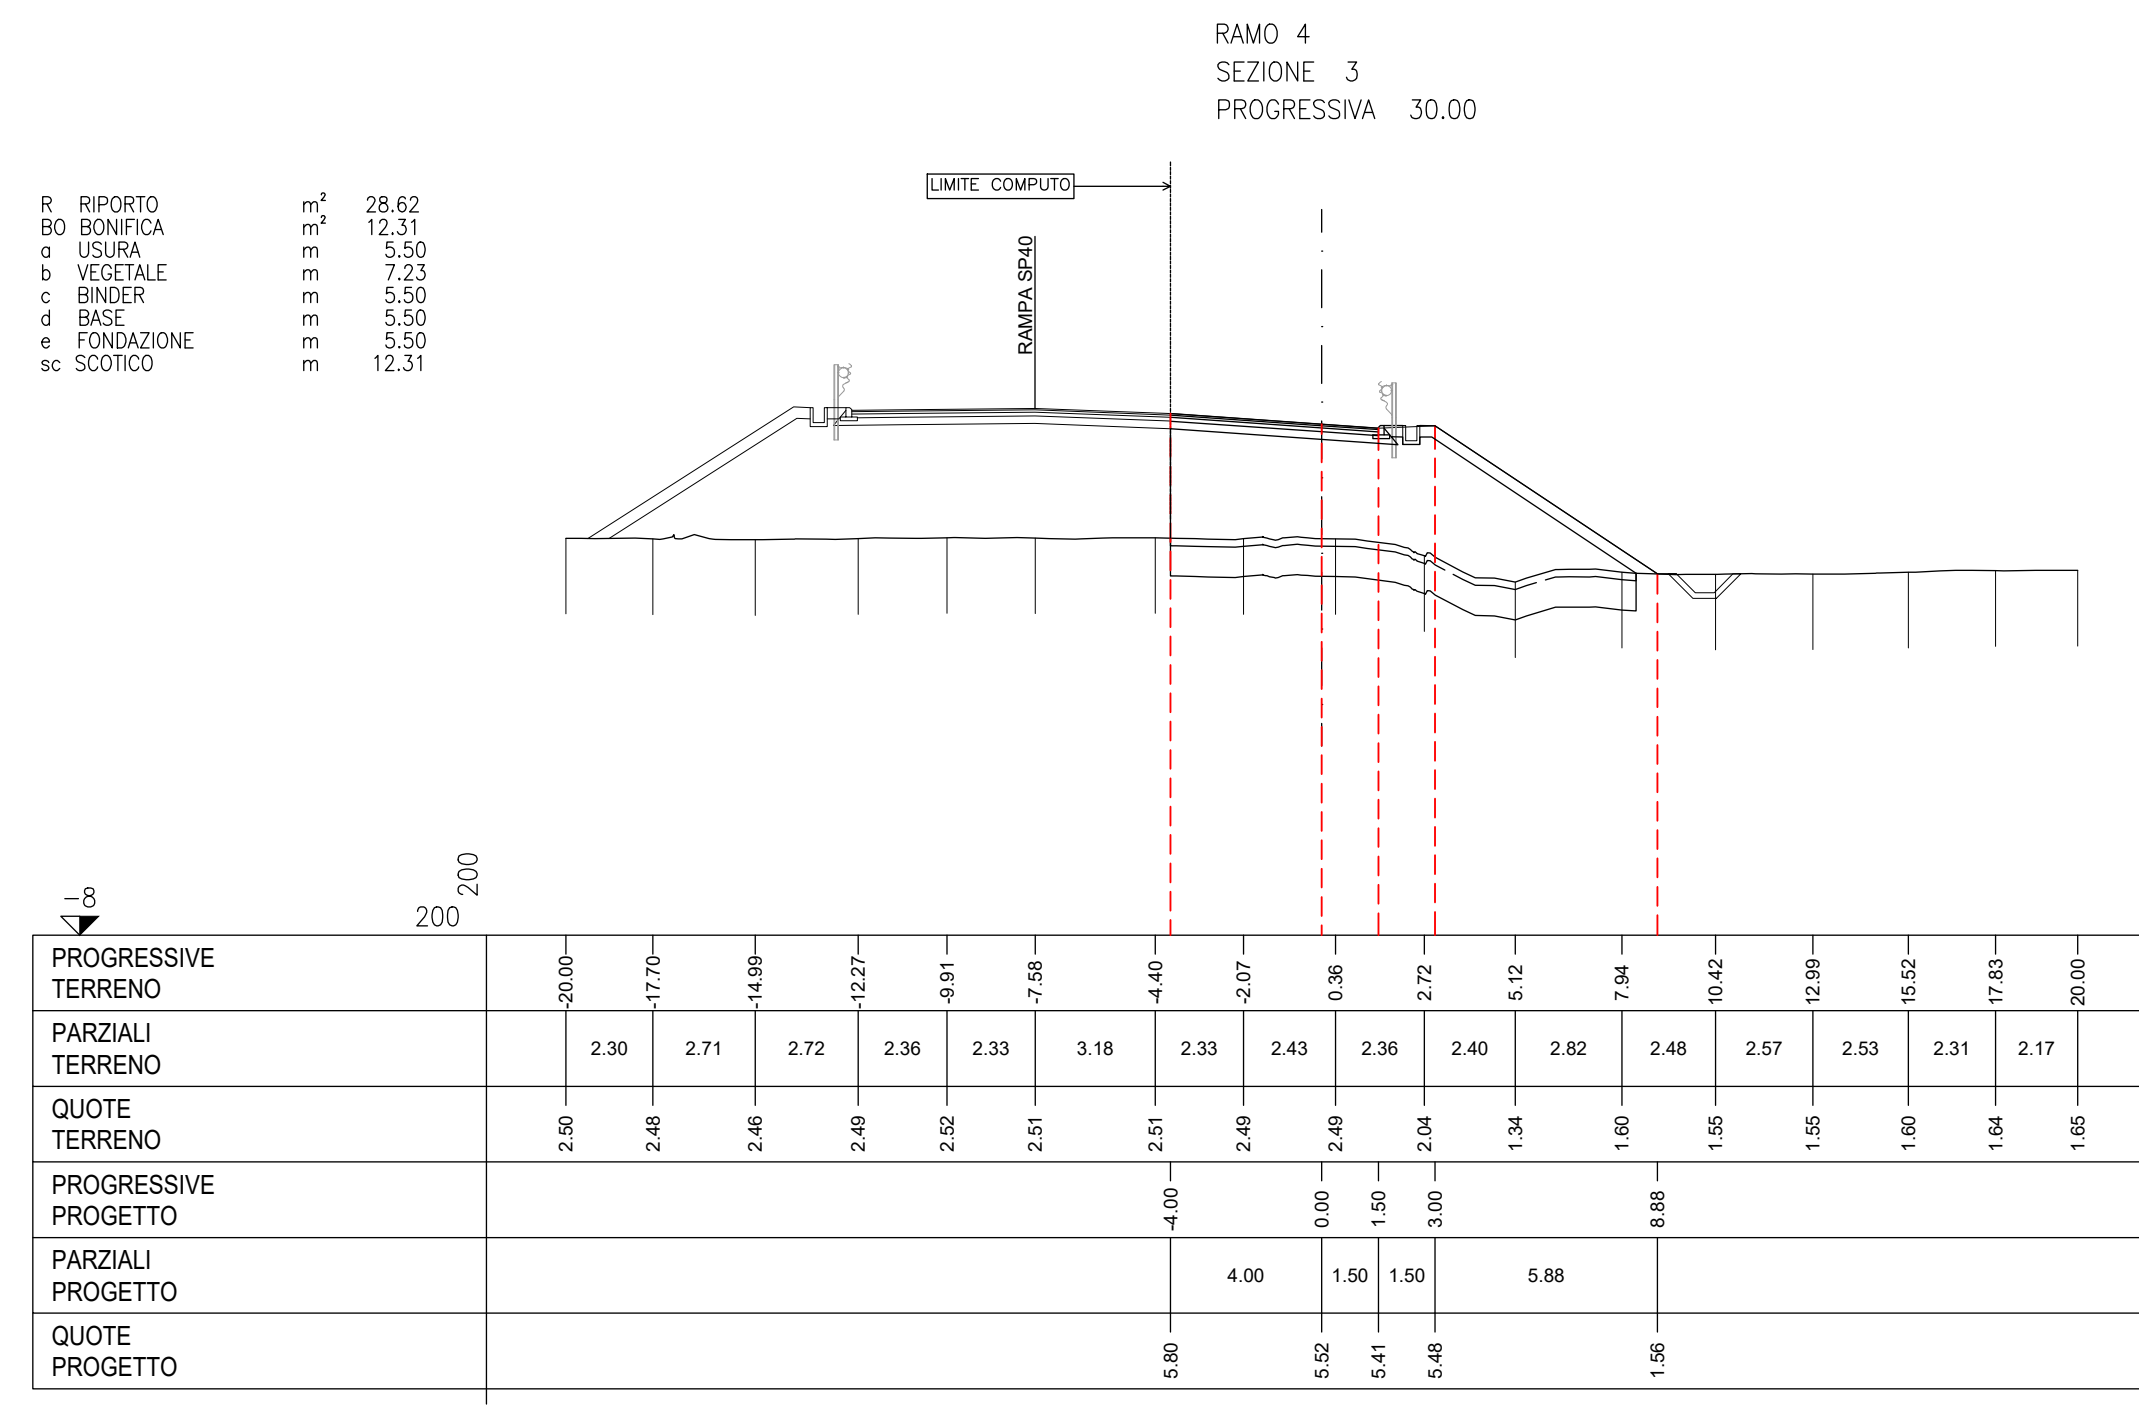 RAMO 4
SEZIONE 3
PROGRESSIVA 30.00
LIMITE COMPUTO
RAMPA SP40
R RIPORTO m² 28.62
BO BONIFICA m² 12.31
a USURA m 5.50
b VEGETALE m 7.23
c BINDER m 5.50
d BASE m 5.50
e FONDAZIONE m 5.50
sc SCOTICO m 12.31
-8
200
200
PROGRESSIVE
TERRENO
-20.00 -17.70 -14.99 -12.27 -9.91 -7.58 -4.40 -2.07 0.36 2.72 5.12 7.94 10.42 12.99 15.52 17.83 20.00
PARZIALI
TERRENO
2.30 2.71 2.72 2.36 2.33 3.18 2.33 2.43 2.36 2.40 2.82 2.48 2.57 2.53 2.31 2.17
QUOTE
TERRENO
2.50 2.48 2.46 2.49 2.52 2.51 2.51 2.49 2.49 2.04 1.34 1.60 1.55 1.55 1.60 1.64 1.65
PROGRESSIVE
PROGETTO
-4.00 0.00 1.50 3.00 8.88
PARZIALI
PROGETTO
4.00 1.50 1.50 5.88
QUOTE
PROGETTO
5.80 5.52 5.41 5.48 1.56